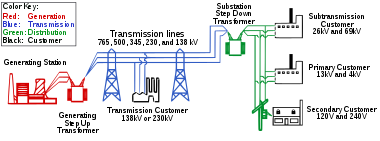 Color Key:
Red: Generation
Blue: Transmission
Green: Distribution
Black: Customer
Generating Station
Generating
Step Up
Transformer
Transmission lines
765, 500, 345, 230, and 138 kV
Transmission Customer
138kV or 230kV
Substation
Step Down
Transformer
Subtransmission
Customer
26kV and 69kV
Primary Customer
13kV and 4kV
Secondary Customer
120V and 240V